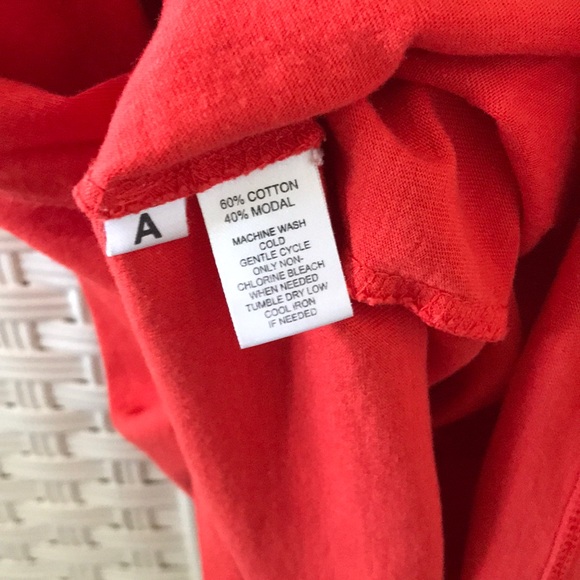 A
60% COTTON
40% MODAL
MACHINE WASH
COLD
GENTLE CYCLE
ONLY NON-
CHLORINE BLEACH
WHEN NEEDED
TUMBLE DRY LOW
COOL IRON
IF NEEDED